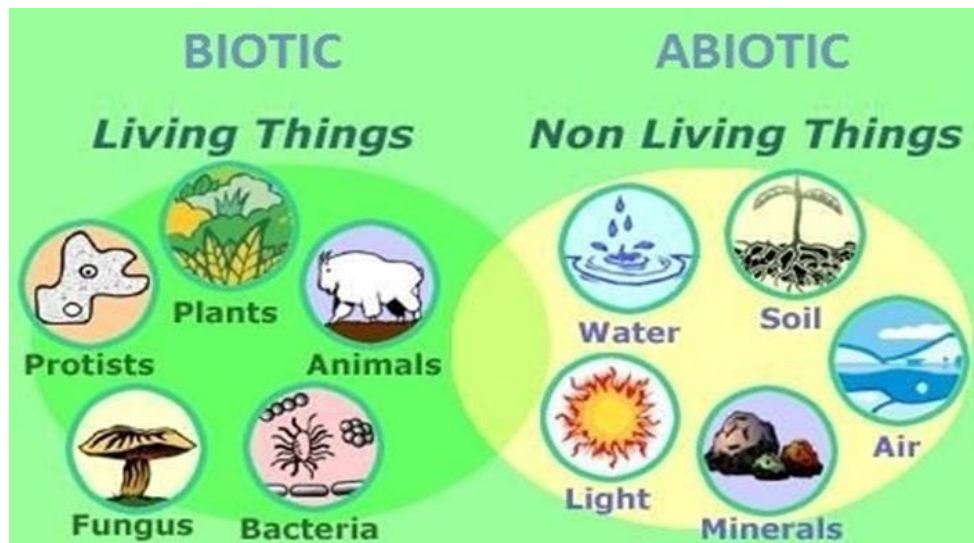 BIOTIC
ABIOTIC
Living Things
Non Living Things
Plants
Protists
Animals
Fungus
Bacteria
Water
Soil
Air
Light
Minerals